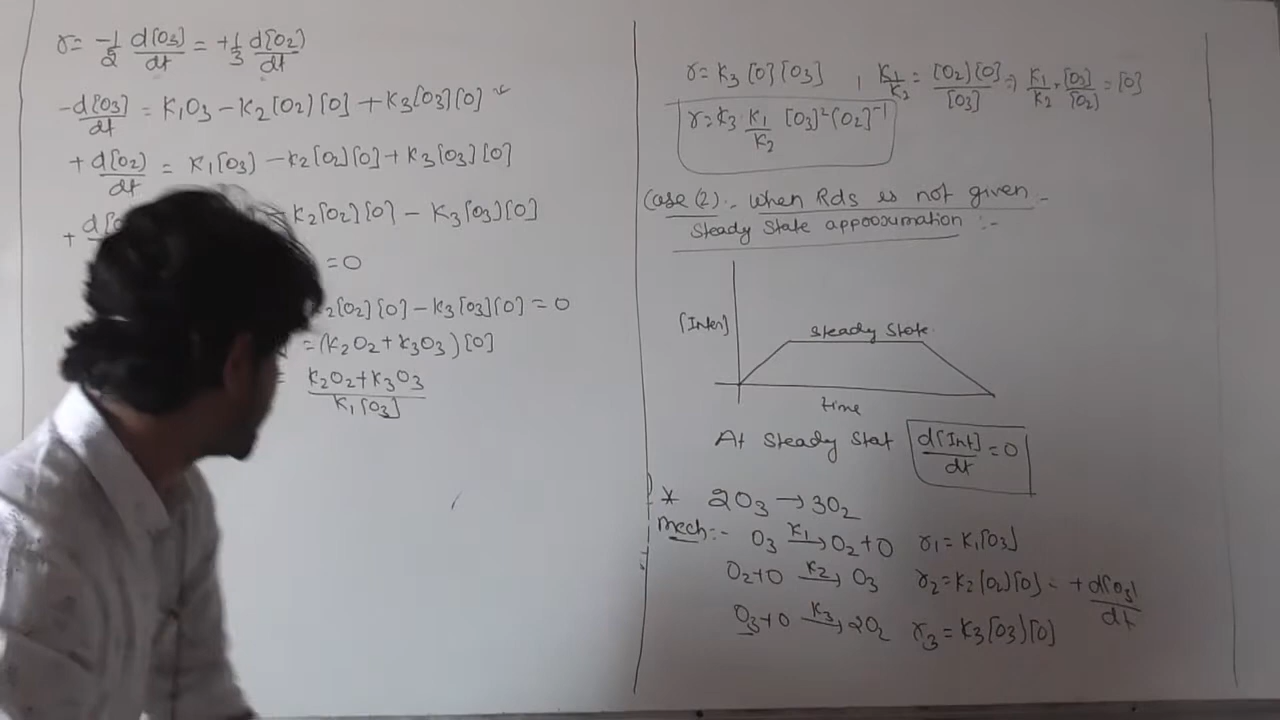 r = -1/2 d[O3]/dt = +1/3 d[O2]/dt
-d[O3]/dt = K1O3 - K2[O2][O] + K3[O3][O]
+d[O2]/dt = K1[O3] - K2[O2][O] + K3[O3][O]
+ d[O
K2[O2][O] - K3[O3][O]
= 0
K2[O2][O] - K3[O3][O] = 0
= (K2O2 + K3O3)[O]
K2O2 + K3O3 / K1[O3]
r = K3[O][O3] , K1/K2 = [O2][O]/[O3] ⇒ K1/K2 . [O3]/[O2] = [O]
r = K3 . K1/K2 [O3]²[O2]⁻¹
Case (2):- When Rds is not given:-
Steady State approximation :-
[Inter]
Steady State
time
At Steady Stat d[Int]/dt = 0
* 2O3 → 3O2
Mech:- O3 K1→ O2+O r1 = K1[O3]
O2+O K2→ O3 r2 = K2[O2][O] = +d[O3]/dt
O3+O K3→ 2O2 r3 = K3[O3][O]